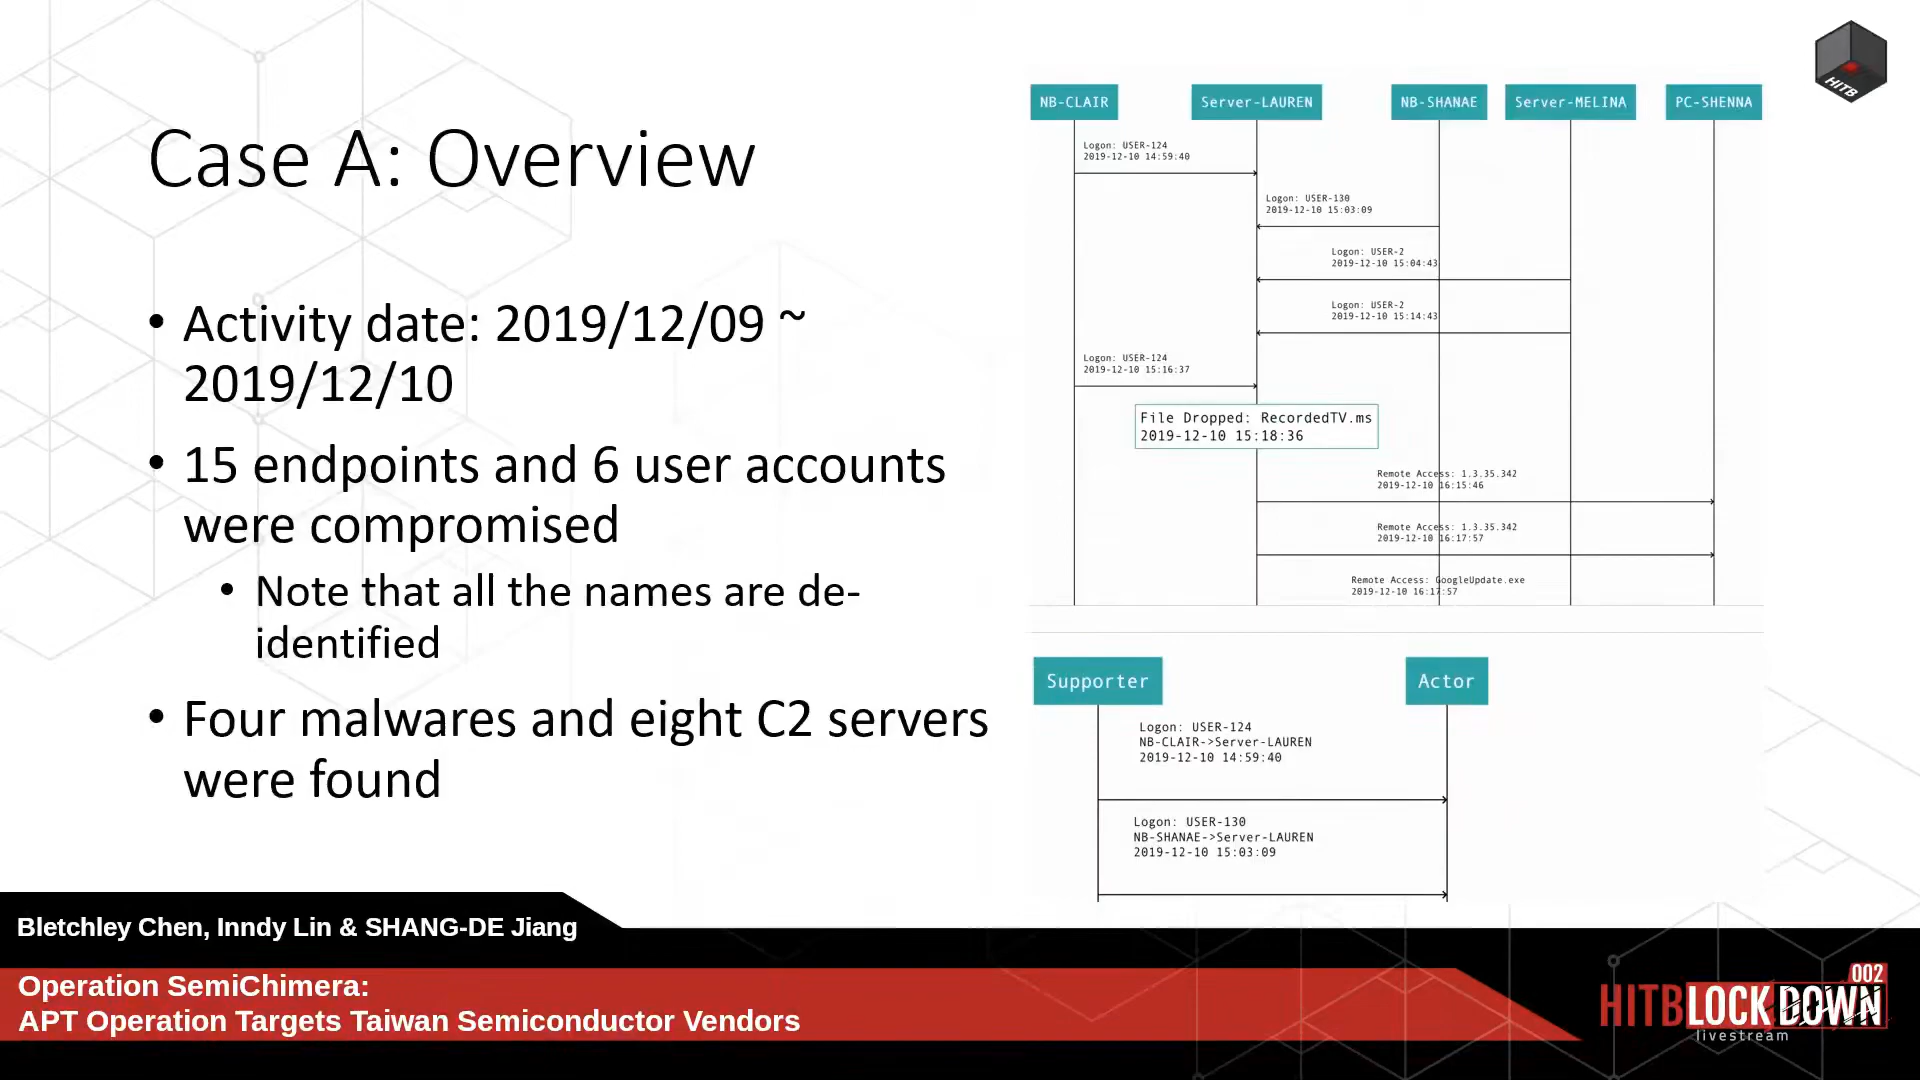 Case A: Overview
• Activity date: 2019/12/09 ~
2019/12/10
• 15 endpoints and 6 user accounts
were compromised
• Note that all the names are de-
identified
• Four malwares and eight C2 servers
were found
HITB
NB-CLAIR
Server-LAUREN
NB-SHANAE
Server-MELINA
PC-SHENNA
Logon: USER-124
2019-12-10 14:59:40
Logon: USER-130
2019-12-10 15:03:09
Logon: USER-2
2019-12-10 15:04:43
Logon: USER-2
2019-12-10 15:14:43
Logon: USER-124
2019-12-10 15:16:37
File Dropped: RecordedTV.ms
2019-12-10 15:18:36
Remote Access: 1.3.35.342
2019-12-10 16:15:46
Remote Access: 1.3.35.342
2019-12-10 16:17:57
Remote Access: GoogleUpdate.exe
2019-12-10 16:17:57
Supporter
Actor
Logon: USER-124
NB-CLAIR->Server-LAUREN
2019-12-10 14:59:40
Logon: USER-130
NB-SHANAE->Server-LAUREN
2019-12-10 15:03:09
Bletchley Chen, Inndy Lin & SHANG-DE Jiang
Operation SemiChimera:
APT Operation Targets Taiwan Semiconductor Vendors
002
HITBLOCKDOWN
livestream